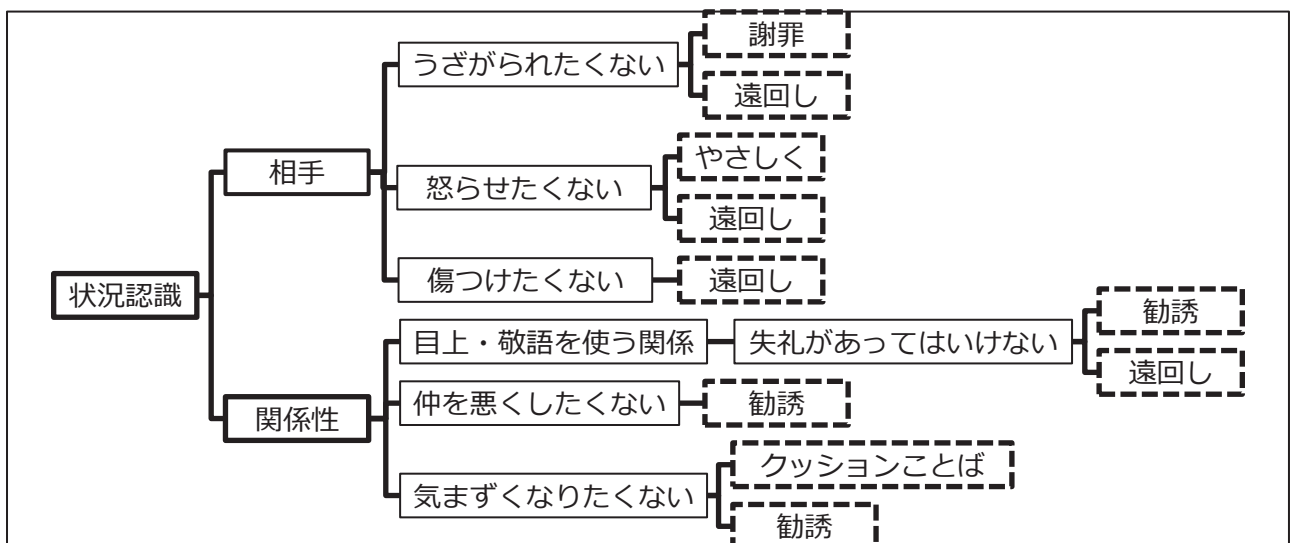 状況認識
相手
うざがられたくない
謝罪
遠回し
怒らせたくない
やさしく
遠回し
傷つけたくない
遠回し
関係性
目上・敬語を使う関係
失礼があってはいけない
勧誘
遠回し
仲を悪くしたくない
勧誘
気まずくなりたくない
クッションことば
勧誘